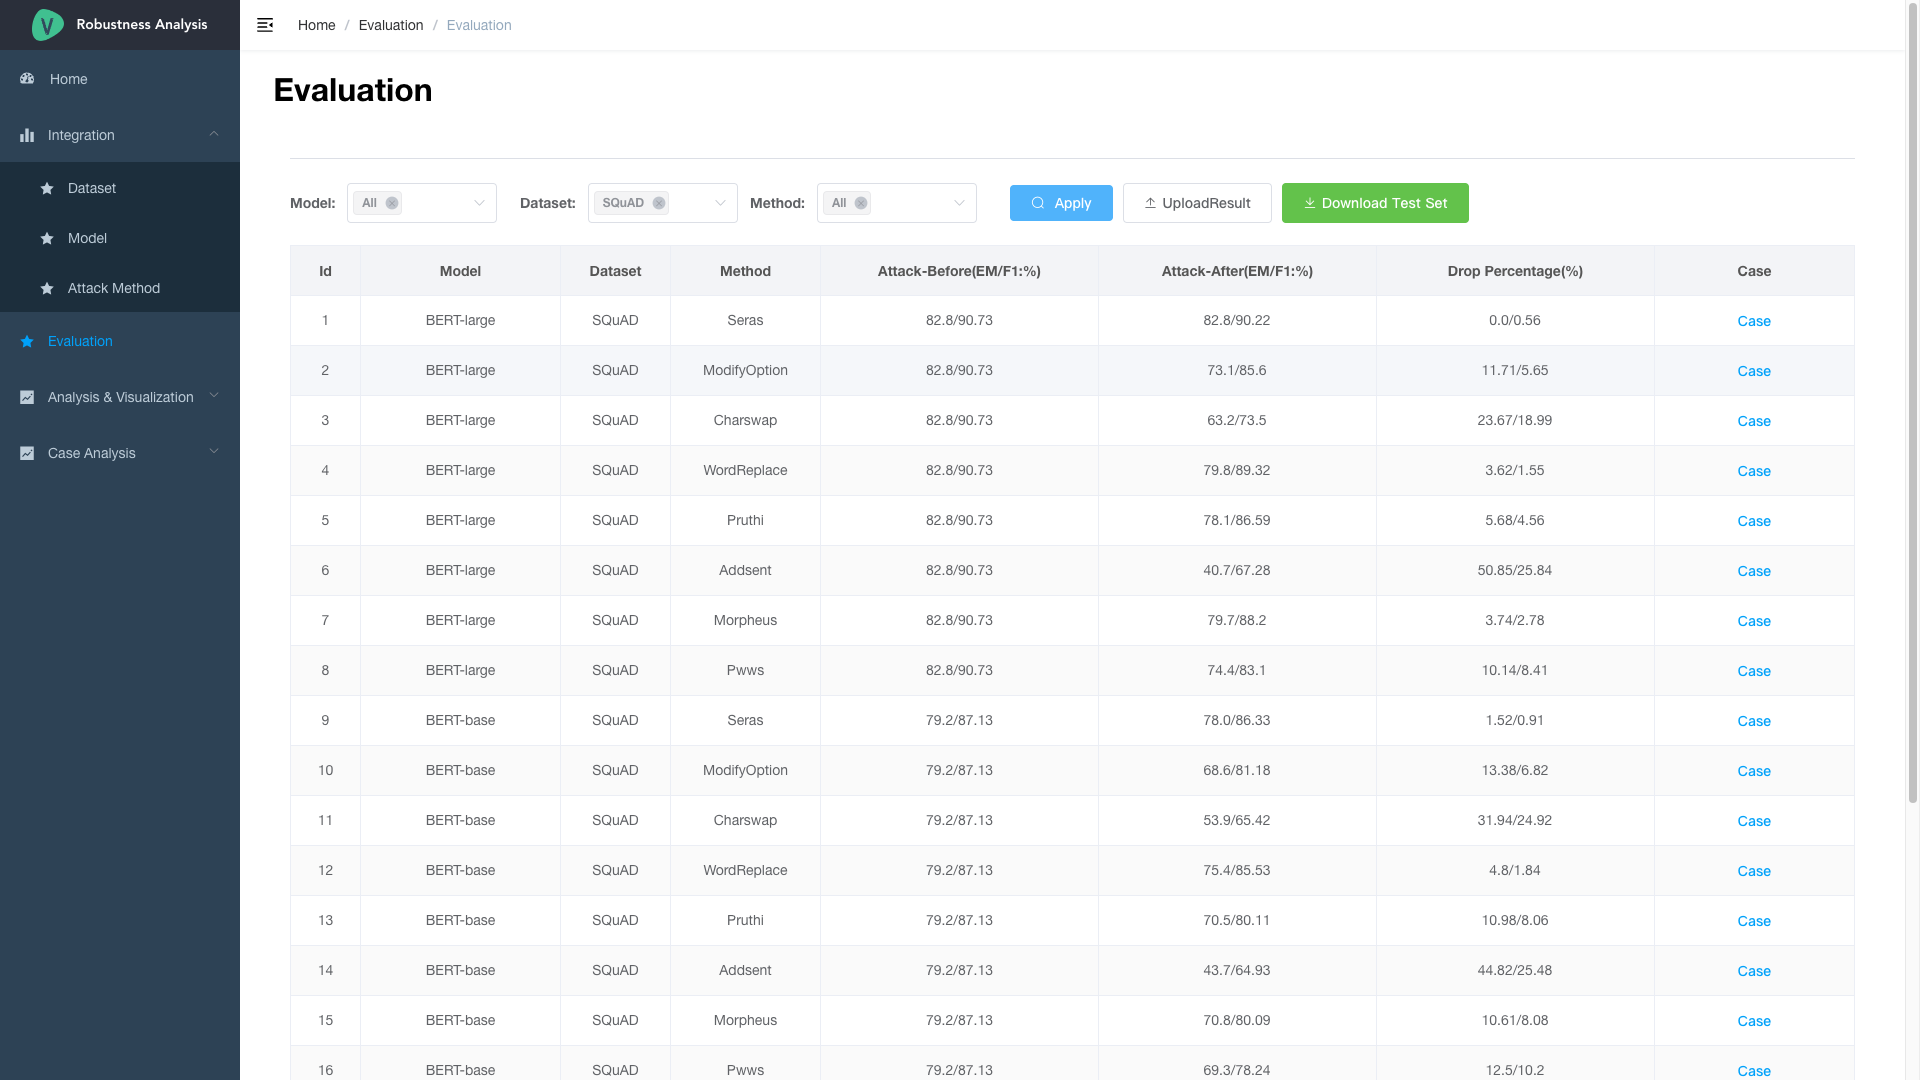 V Robustness Analysis
Home / Evaluation / Evaluation
Home
Integration
Dataset
Model
Attack Method
Evaluation
Analysis & Visualization
Case Analysis
Evaluation
Model: All Dataset: SQuAD Method: All Apply UploadResult Download Test Set
Id Model Dataset Method Attack-Before(EM/F1:%) Attack-After(EM/F1:%) Drop Percentage(%) Case
1 BERT-large SQuAD Seras 82.8/90.73 82.8/90.22 0.0/0.56 Case
2 BERT-large SQuAD ModifyOption 82.8/90.73 73.1/85.6 11.71/5.65 Case
3 BERT-large SQuAD Charswap 82.8/90.73 63.2/73.5 23.67/18.99 Case
4 BERT-large SQuAD WordReplace 82.8/90.73 79.8/89.32 3.62/1.55 Case
5 BERT-large SQuAD Pruthi 82.8/90.73 78.1/86.59 5.68/4.56 Case
6 BERT-large SQuAD Addsent 82.8/90.73 40.7/67.28 50.85/25.84 Case
7 BERT-large SQuAD Morpheus 82.8/90.73 79.7/88.2 3.74/2.78 Case
8 BERT-large SQuAD Pwws 82.8/90.73 74.4/83.1 10.14/8.41 Case
9 BERT-base SQuAD Seras 79.2/87.13 78.0/86.33 1.52/0.91 Case
10 BERT-base SQuAD ModifyOption 79.2/87.13 68.6/81.18 13.38/6.82 Case
11 BERT-base SQuAD Charswap 79.2/87.13 53.9/65.42 31.94/24.92 Case
12 BERT-base SQuAD WordReplace 79.2/87.13 75.4/85.53 4.8/1.84 Case
13 BERT-base SQuAD Pruthi 79.2/87.13 70.5/80.11 10.98/8.06 Case
14 BERT-base SQuAD Addsent 79.2/87.13 43.7/64.93 44.82/25.48 Case
15 BERT-base SQuAD Morpheus 79.2/87.13 70.8/80.09 10.61/8.08 Case
16 BERT-base SQuAD Pwws 79.2/87.13 69.3/78.24 12.5/10.2 Case